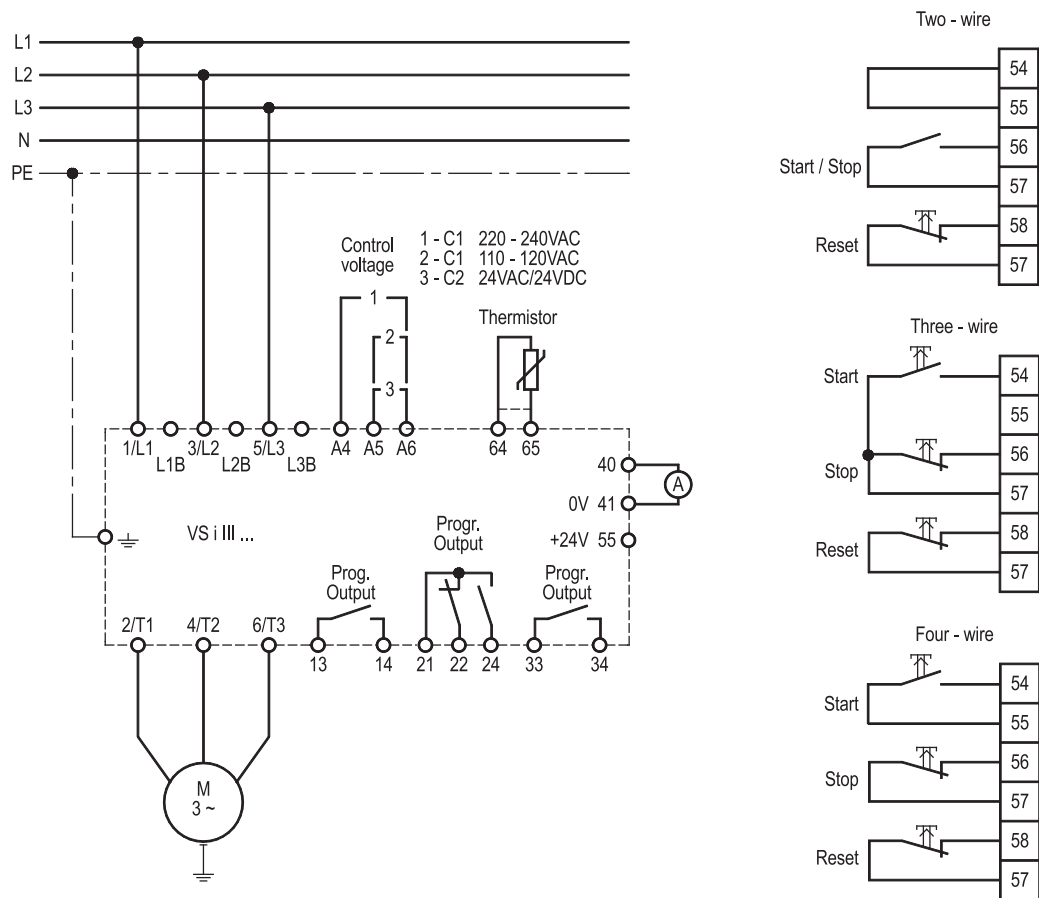 L1
L2
L3
N
PE
Control
voltage
1 - C1 220 - 240VAC
2 - C1 110 - 120VAC
3 - C2 24VAC/24VDC
1
2
3
Thermistor
1/L1
L1B
3/L2
L2B
5/L3
L3B
A4
A5
A6
64
65
40
A
0V 41
+24V 55
VS i III ...
Prog.
Output
Progr.
Output
Progr.
Output
2/T1
4/T2
6/T3
13
14
21
22
24
33
34
M
3 ~
Two - wire
54
55
Start / Stop
56
57
Reset
58
57
Three - wire
Start
54
55
Stop
56
57
Reset
58
57
Four - wire
Start
54
55
Stop
56
57
Reset
58
57